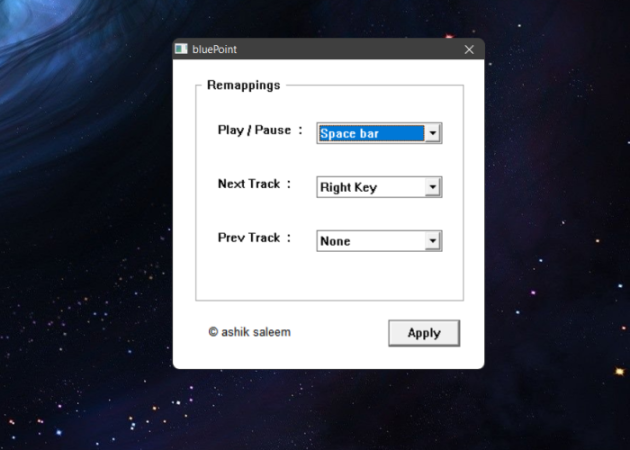 bluePoint
Remappings
Play / Pause :
Space bar
Next Track :
Right Key
Prev Track :
None
© ashik saleem
Apply